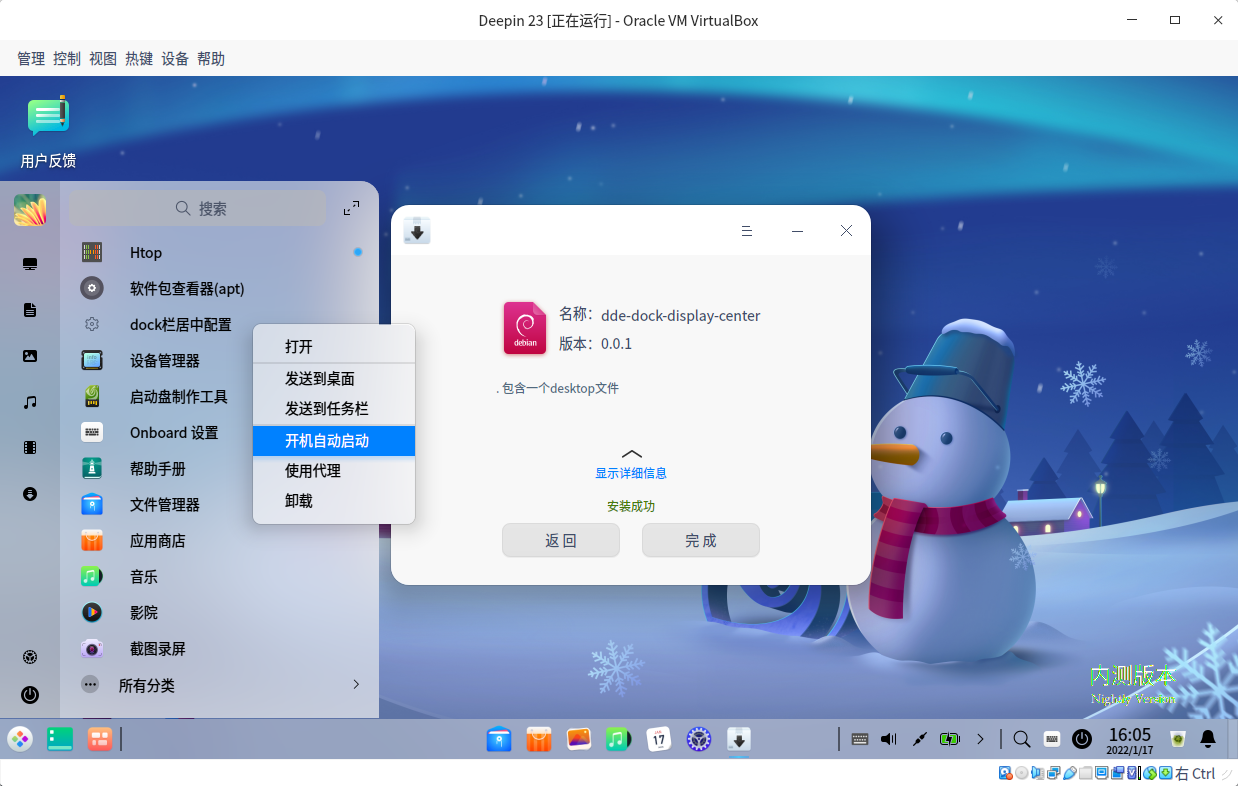 Deepin 23 [正在运行] - Oracle VM VirtualBox
管理 控制 视图 热键 设备 帮助
用户反馈
搜索
Htop
软件包查看器(apt)
dock栏居中配置
设备管理器
启动盘制作工具
Onboard 设置
帮助手册
文件管理器
应用商店
音乐
影院
截图录屏
所有分类
打开
发送到桌面
发送到任务栏
开机自动启动
使用代理
卸载
debian
名称： dde-dock-display-center
版本： 0.0.1
. 包含一个desktop文件
显示详细信息
安装成功
返 回
完 成
内测版本
Nightly Version
17
16:05
2022/1/17
右 Ctrl